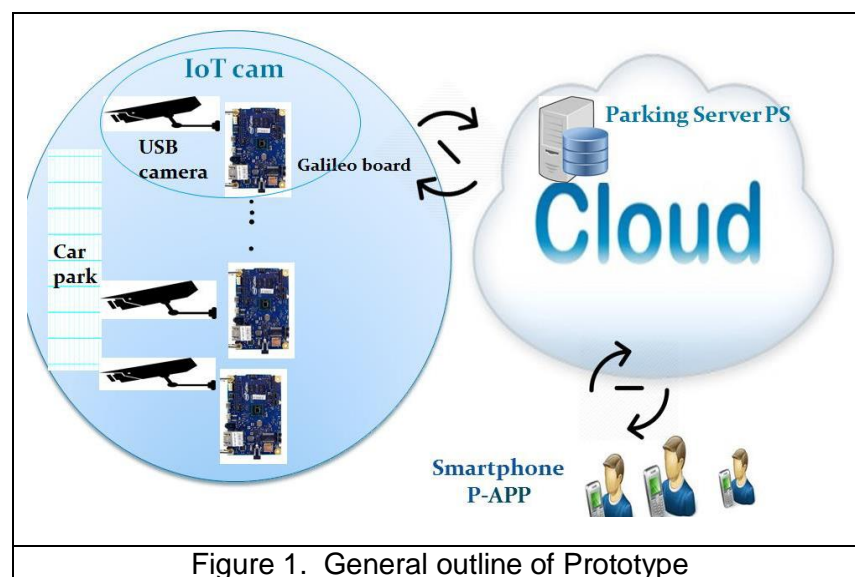 IoT cam
USB
camera
Galileo board
Car
park
Parking Server PS
Cloud
Smartphone
P-APP
Figure 1. General outline of Prototype